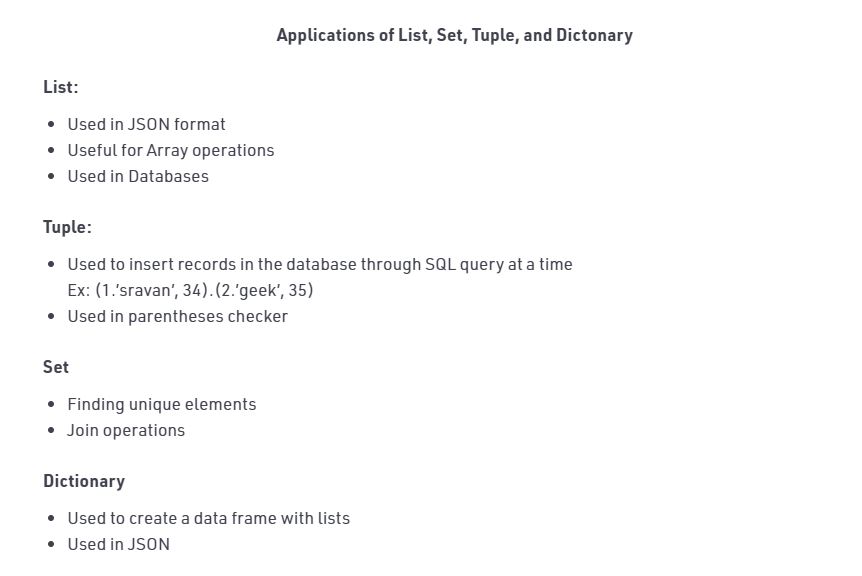 Applications of List, Set, Tuple, and Dictonary
List:
• Used in JSON format
• Useful for Array operations
• Used in Databases
Tuple:
• Used to insert records in the database through SQL query at a time
Ex: (1.’sravan’, 34).(2.’geek’, 35)
• Used in parentheses checker
Set
• Finding unique elements
• Join operations
Dictionary
• Used to create a data frame with lists
• Used in JSON